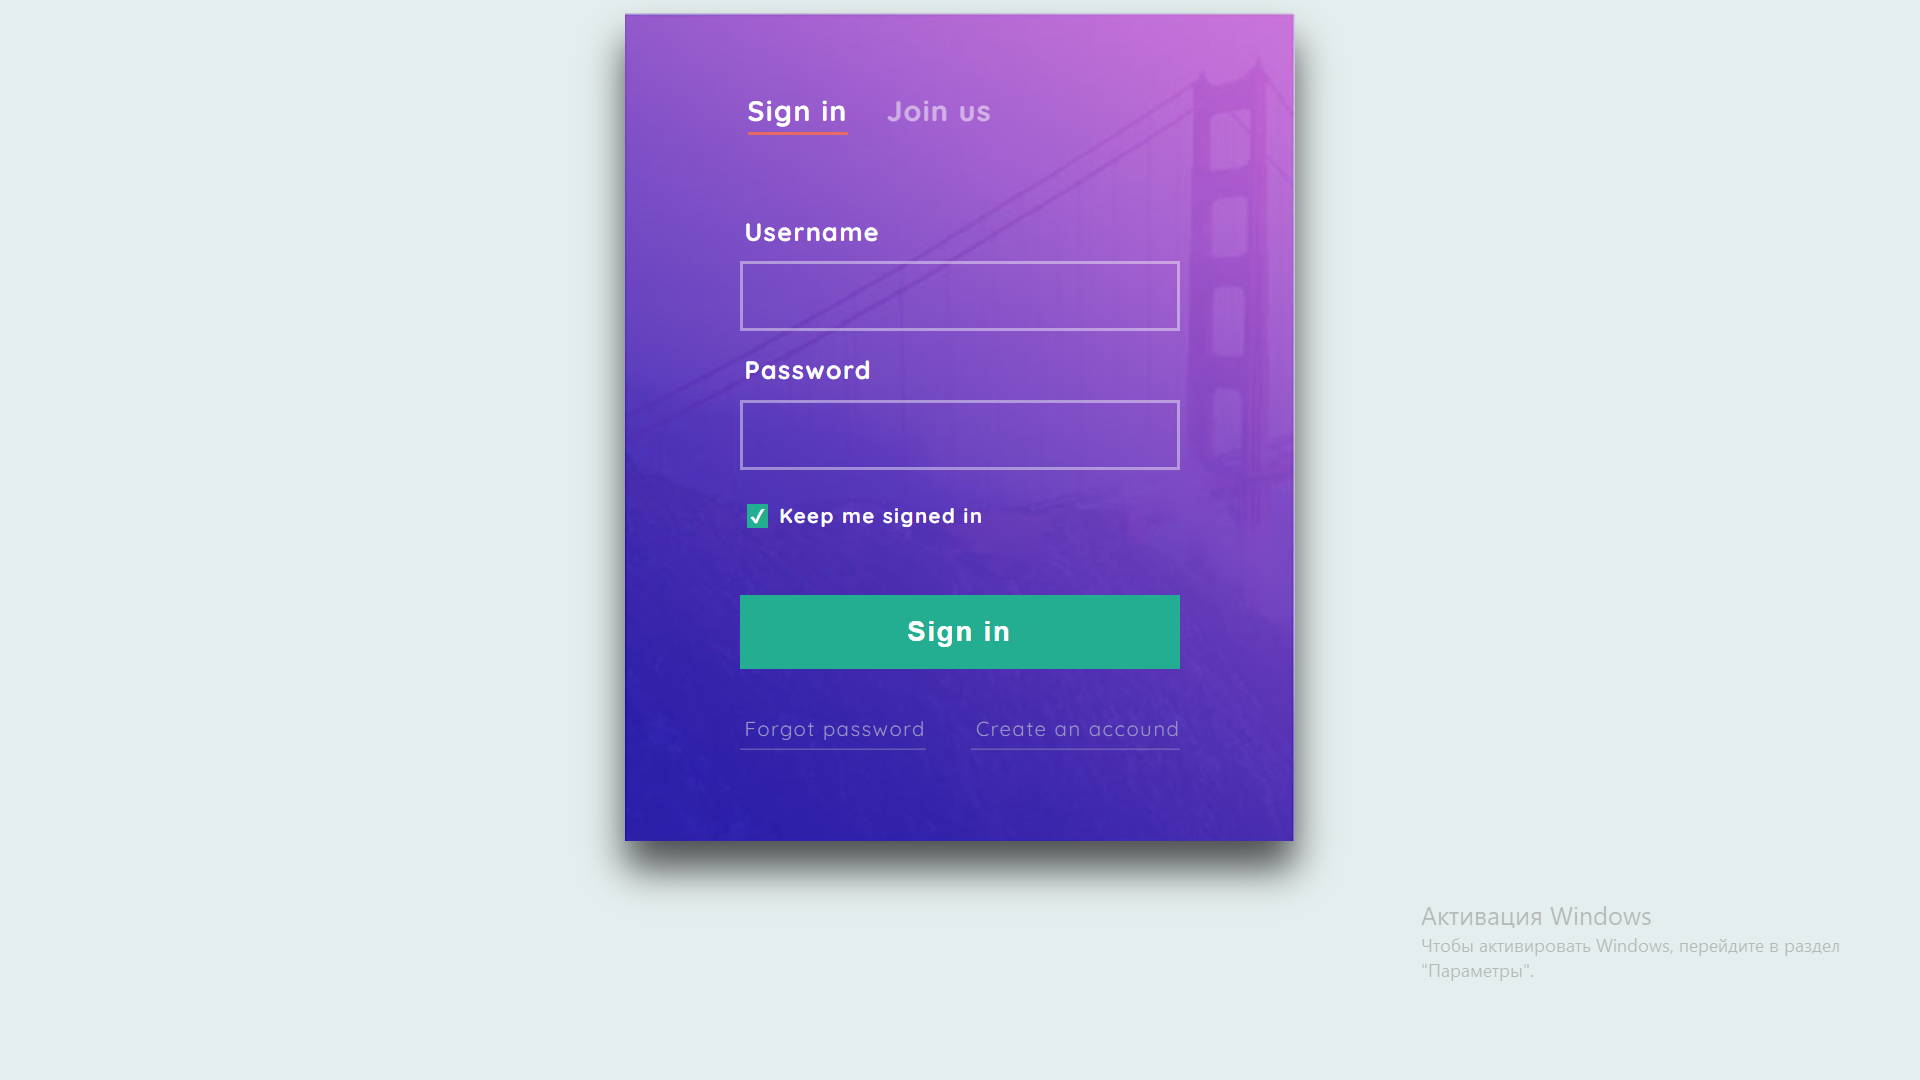 Sign in Join us
Username
Password
Keep me signed in
Sign in
Forgot password Create an accound
Активация Windows
Чтобы активировать Windows, перейдите в раздел
"Параметры".